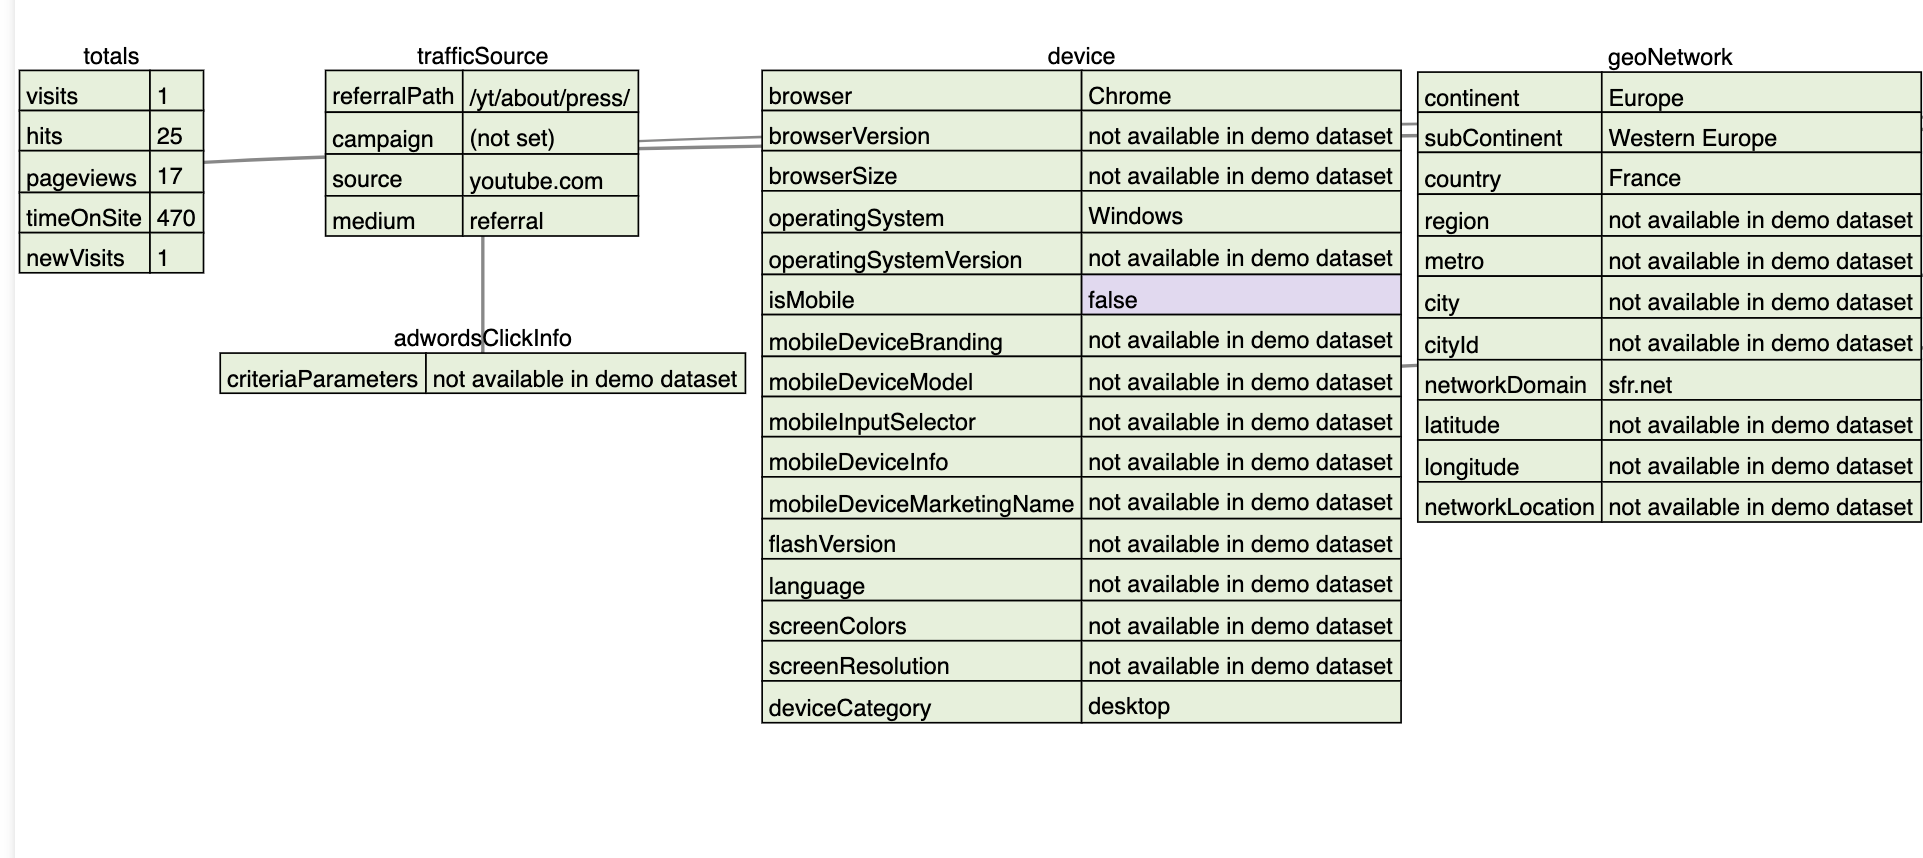 totals
visits 1
hits 25
pageviews 17
timeOnSite 470
newVisits 1
trafficSource
referralPath /yt/about/press/
campaign (not set)
source youtube.com
medium referral
adwordsClickInfo
criteriaParameters not available in demo dataset
device
browser Chrome
browserVersion not available in demo dataset
browserSize not available in demo dataset
operatingSystem Windows
operatingSystemVersion not available in demo dataset
isMobile false
mobileDeviceBranding not available in demo dataset
mobileDeviceModel not available in demo dataset
mobileInputSelector not available in demo dataset
mobileDeviceInfo not available in demo dataset
mobileDeviceMarketingName not available in demo dataset
flashVersion not available in demo dataset
language not available in demo dataset
screenColors not available in demo dataset
screenResolution not available in demo dataset
deviceCategory desktop
geoNetwork
continent Europe
subContinent Western Europe
country France
region not available in demo dataset
metro not available in demo dataset
city not available in demo dataset
cityId not available in demo dataset
networkDomain sfr.net
latitude not available in demo dataset
longitude not available in demo dataset
networkLocation not available in demo dataset